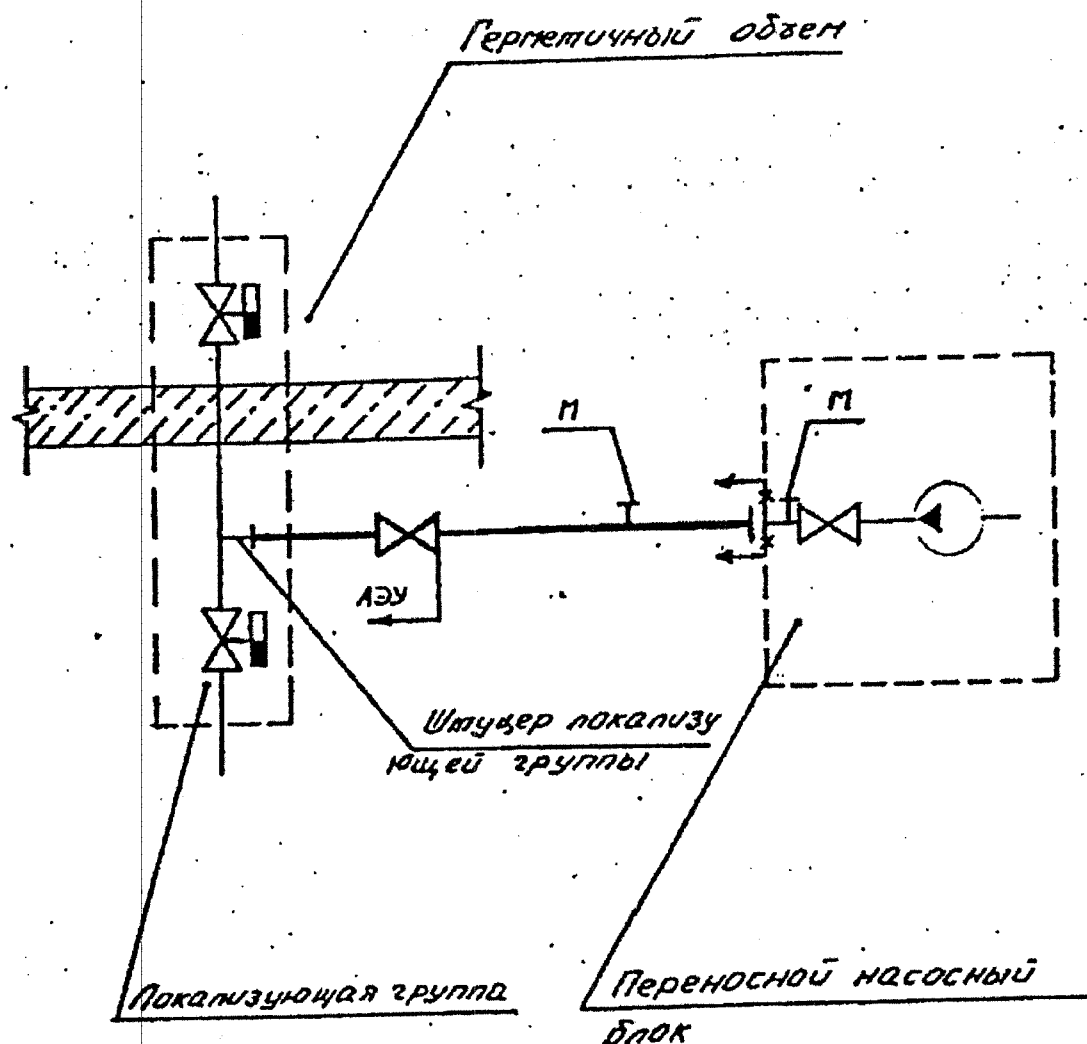 Герметичный объем
М
М
АЭУ
Штуцер локализу
ющей группы
Локализующая группа
Переносной насосный
блок